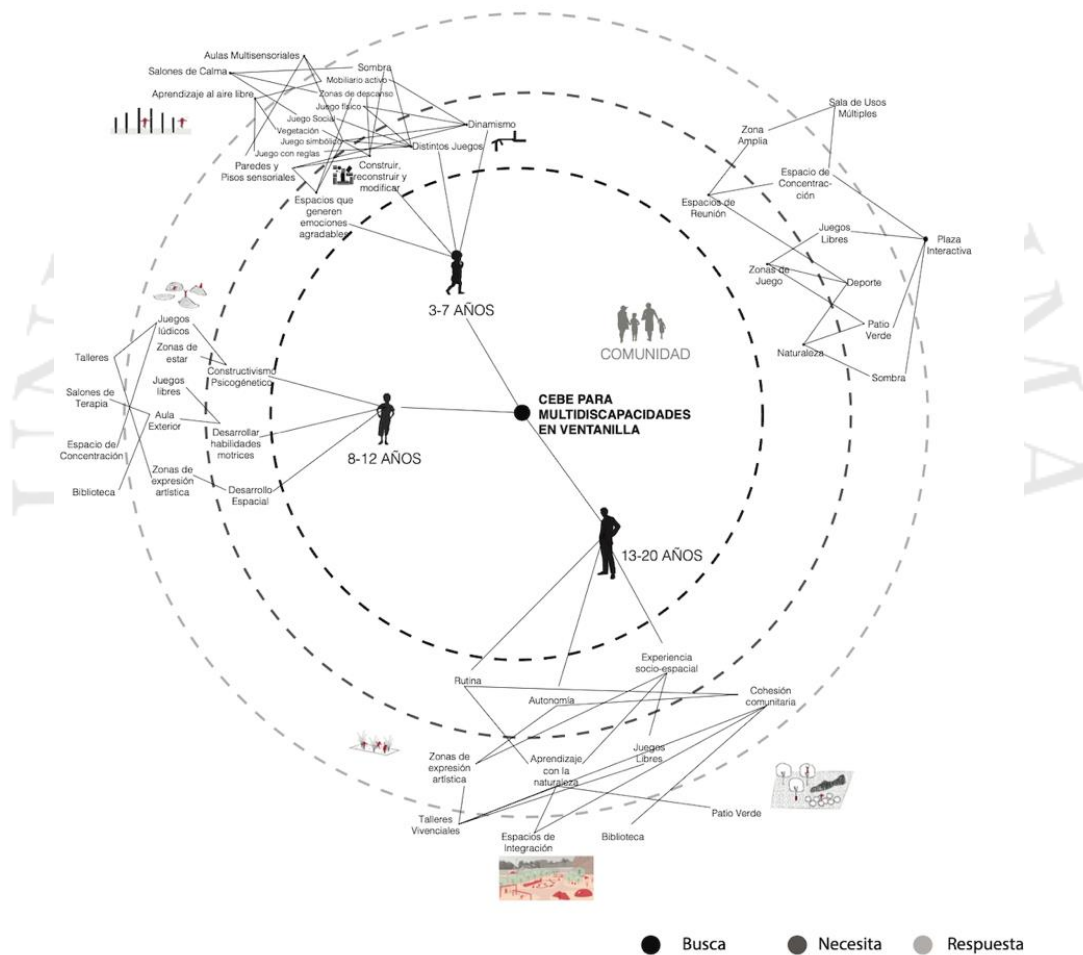 Aulas Multisensoriales
Salones de Calma
Aprendizaje al aire libre
Sombra
Mobiliario activo
Zonas de descanso
Juego físico
Juego Social
Vegetación
Juego simbólico
Juego con reglas
Paredes y
Pisos sensoriales
Dinamismo
Distintos Juegos
Construir,
reconstruir y
modificar
Espacios que
generen
emociones
agradables
3-7 AÑOS
Sala de Usos
Múltiples
Zona
Amplia
Espacio de
Concentrac-
ción
Espacios de
Reunión
Juegos
Libres
Plaza
Interactiva
Zonas de
Juego
Deporte
Patio
Verde
Naturaleza
Sombra
COMUNIDAD
CEBE PARA
MULTIDISCAPACIDADES
EN VENTANILLA
Juegos
lúdicos
Talleres
Zonas de
estar
Constructivismo
Psicogénetico
Salones de
Terapia
Juegos
libres
Aula
Exterior
Desarrollar
habilidades
motrices
Espacio de
Concentración
Biblioteca
Zonas de
expresión
artística
Desarrollo
Espacial
8-12 AÑOS
13-20 AÑOS
Experiencia
socio-espacial
Rutina
Autonomía
Cohesión
comunitaria
Zonas de
expresión
artística
Aprendizaje
con la
naturaleza
Juegos
Libres
Talleres
Vivenciales
Espacios de
Integración
Biblioteca
Patio Verde
Busca
Necesita
Respuesta